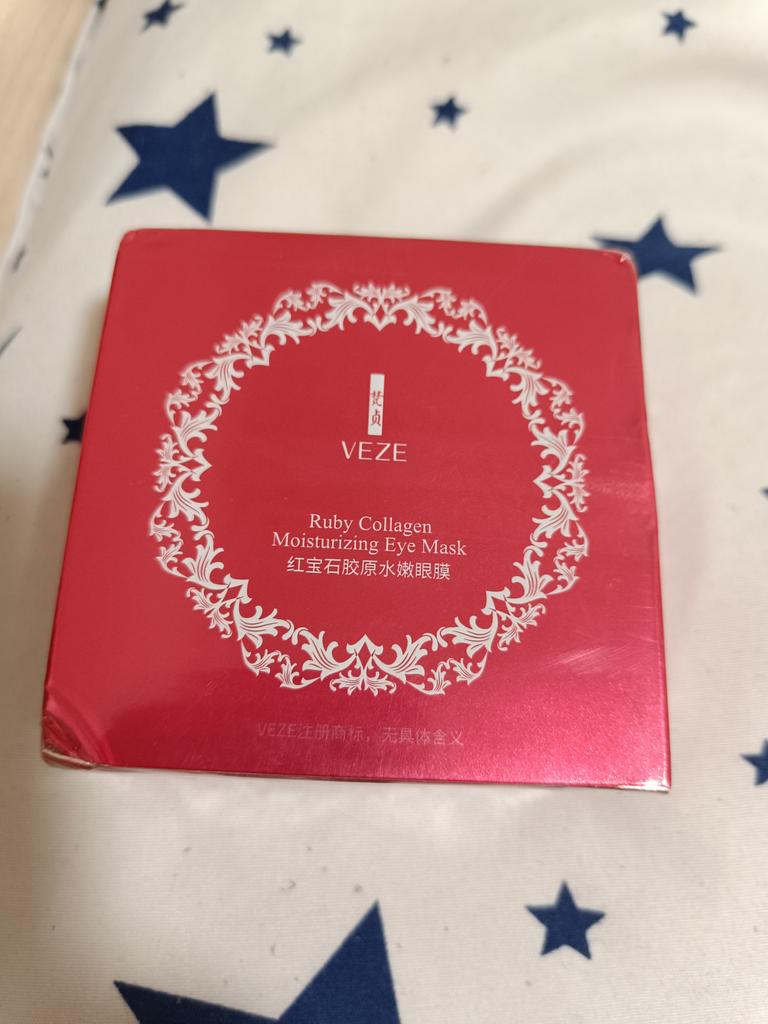 梵贞
VEZE
Ruby Collagen
Moisturizing Eye Mask
红宝石胶原水嫩眼膜
VEZE注册商标，无具体含义